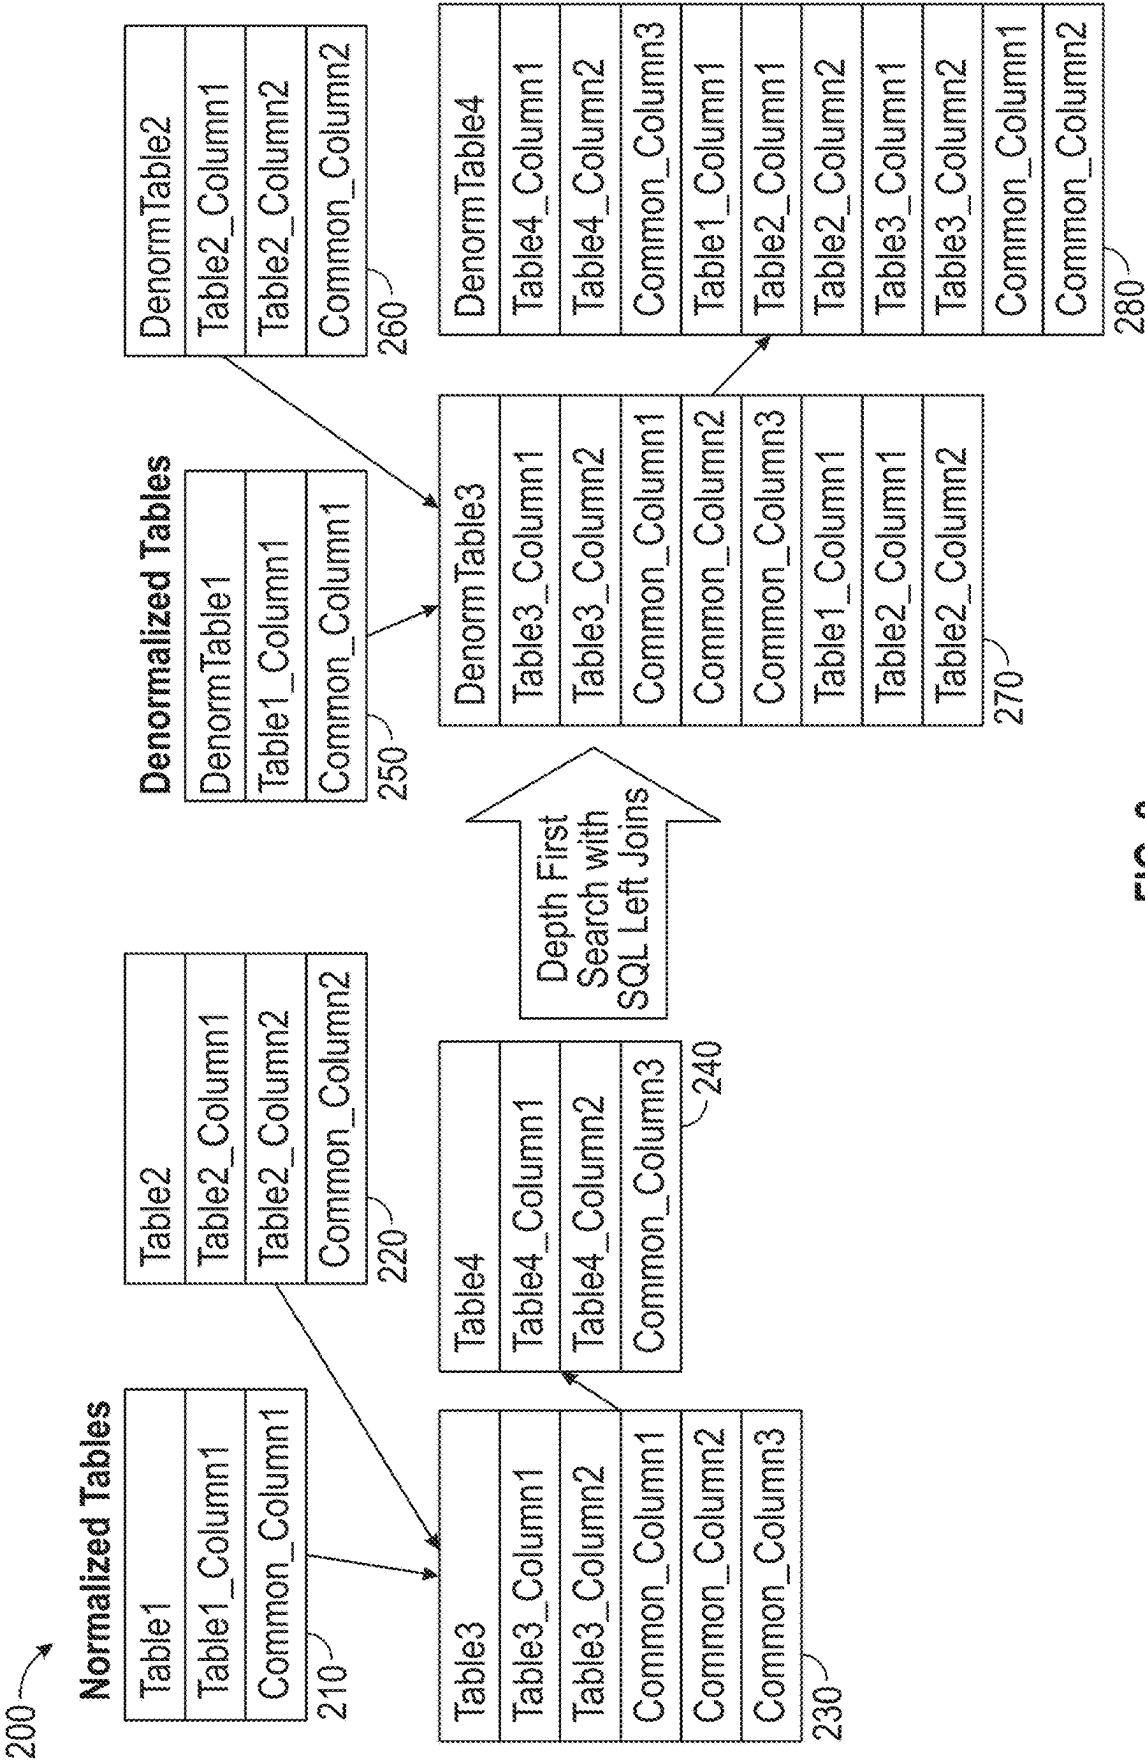 200
Normalized Tables
Table1
Table1_Column1
Common_Column1
210
Table2
Table2_Column1
Table2_Column2
Common_Column2
220
Table3
Table3_Column1
Table3_Column2
Common_Column1
Common_Column2
Common_Column3
230
Table4
Table4_Column1
Table4_Column2
Common_Column3
240
Depth First
Search with
SQL Left Joins
Denormalized Tables
DenormTable1
Table1_Column1
Common_Column1
250
DenormTable2
Table2_Column1
Table2_Column2
Common_Column2
260
DenormTable3
Table3_Column1
Table3_Column2
Common_Column1
Common_Column2
Common_Column3
Table1_Column1
Table2_Column1
Table2_Column2
270
DenormTable4
Table4_Column1
Table4_Column2
Common_Column3
Table1_Column1
Table2_Column1
Table2_Column2
Table3_Column1
Table3_Column2
Common_Column1
Common_Column2
280
FIG.